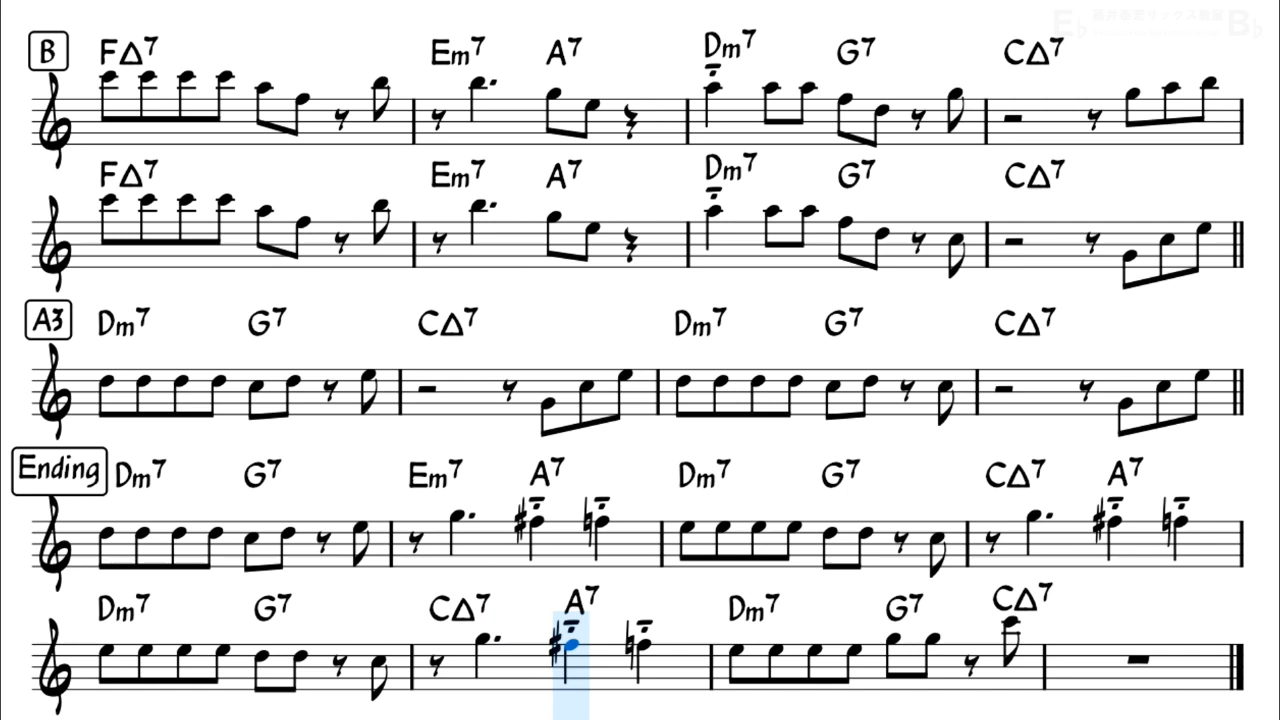 E♭ B♭
B FΔ7 Em7 A7 Dm7 G7 CΔ7
FΔ7 Em7 A7 Dm7 G7 CΔ7
A3 Dm7 G7 CΔ7 Dm7 G7 CΔ7
Ending Dm7 G7 Em7 A7 Dm7 G7 CΔ7 A7
Dm7 G7 CΔ7 A7 Dm7 G7 CΔ7